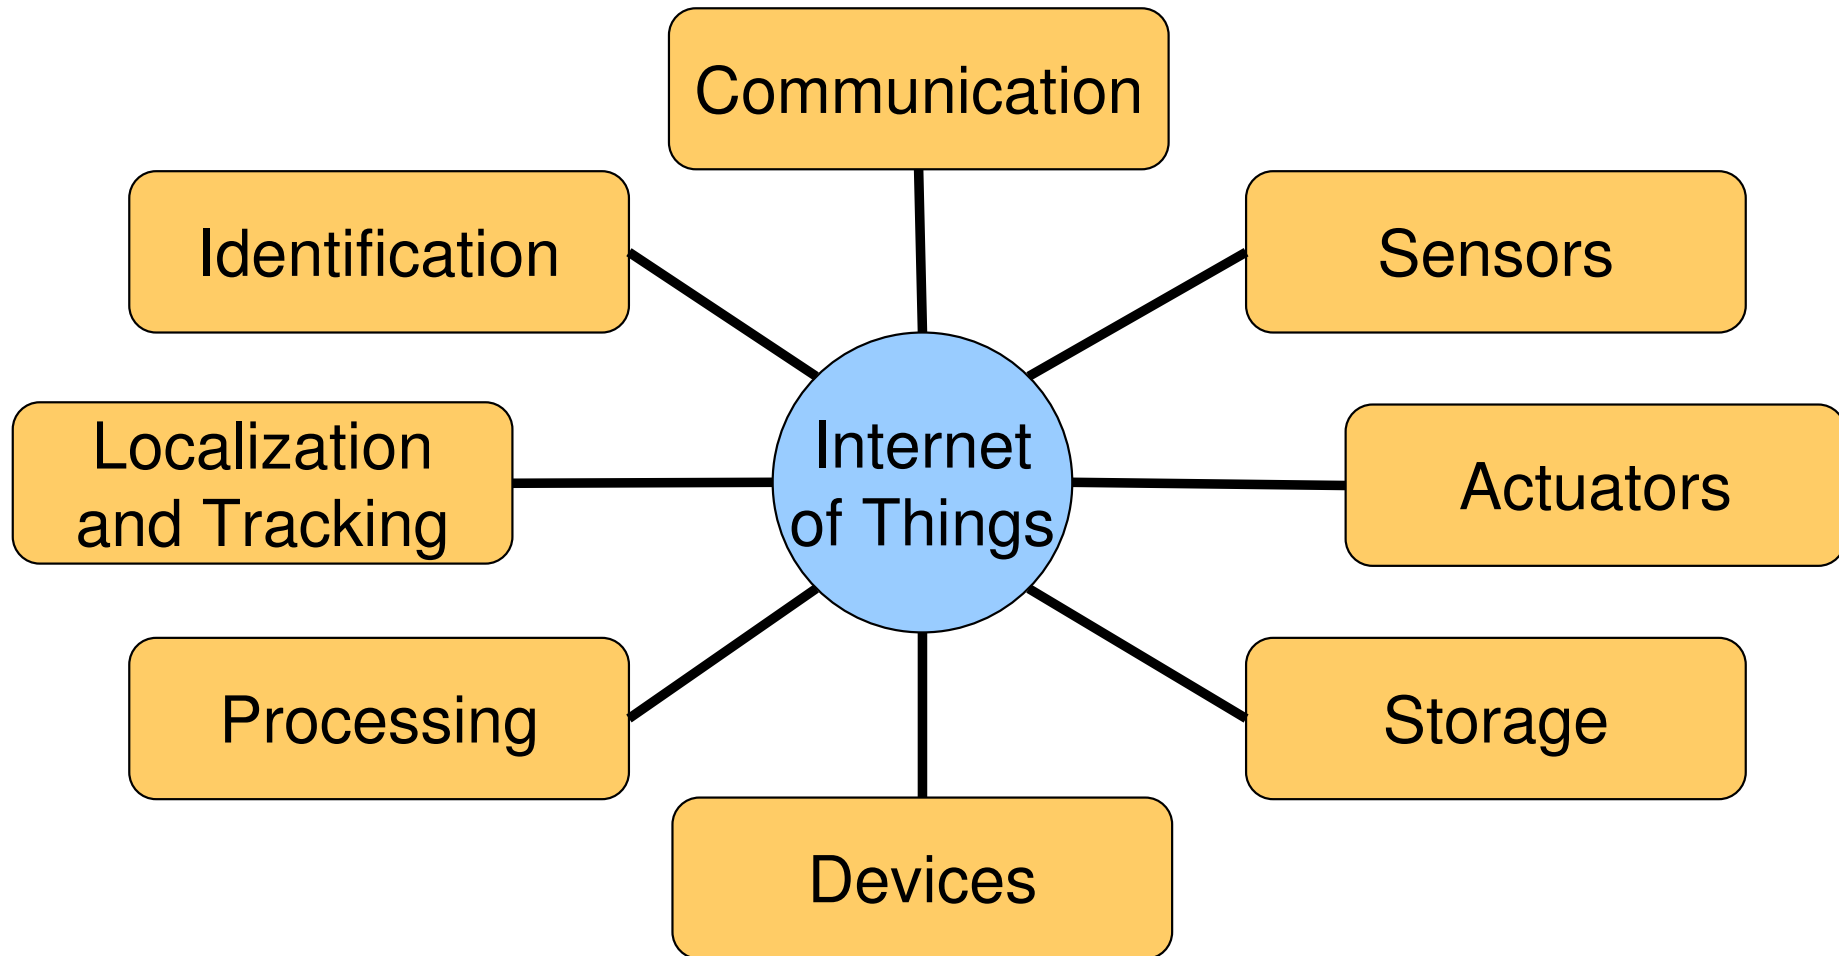 Communication
Identification
Sensors
Localization
and Tracking
Internet
of Things
Actuators
Processing
Storage
Devices